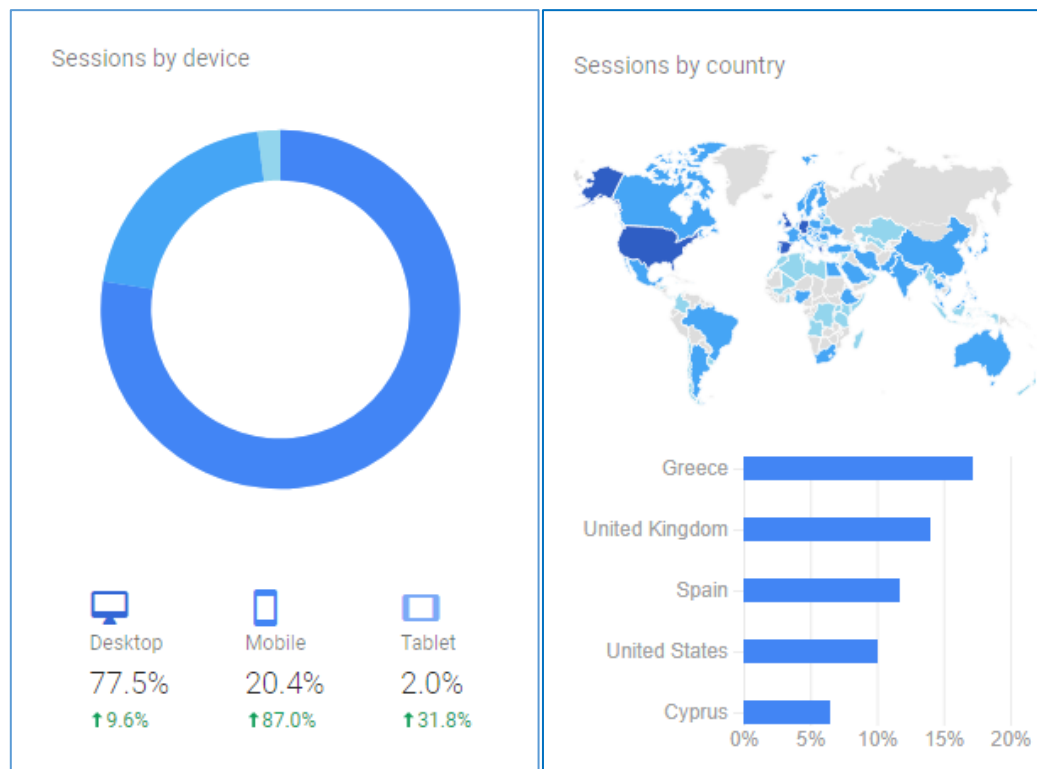 Sessions by device
Desktop Mobile Tablet
77.5% 20.4% 2.0%
↑9.6% ↑87.0% ↑31.8%
Sessions by country
Greece
United Kingdom
Spain
United States
Cyprus
0% 5% 10% 15% 20%